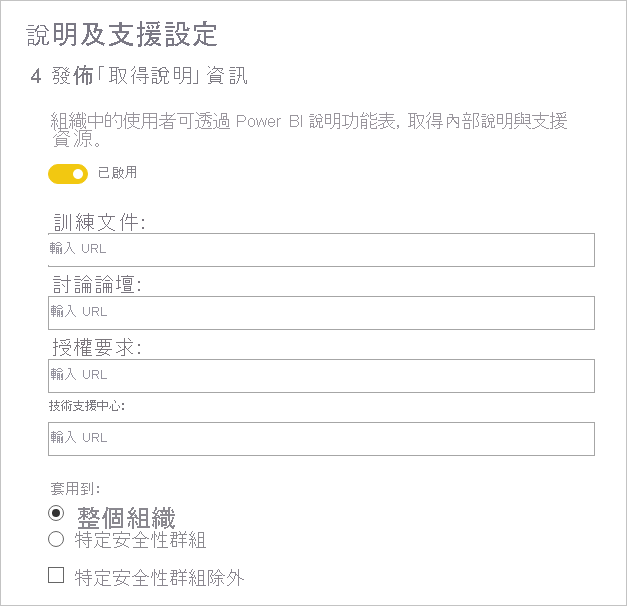 說明及支援設定
4 發佈「取得說明」資訊
組織中的使用者可透過 Power BI 說明功能表, 取得內部說明與支援
資源。
已啟用
訓練文件:
輸入 URL
討論論壇:
輸入 URL
授權要求:
輸入 URL
技術支援中心:
輸入 URL
套用到:
整個組織
特定安全性群組
特定安全性群組除外